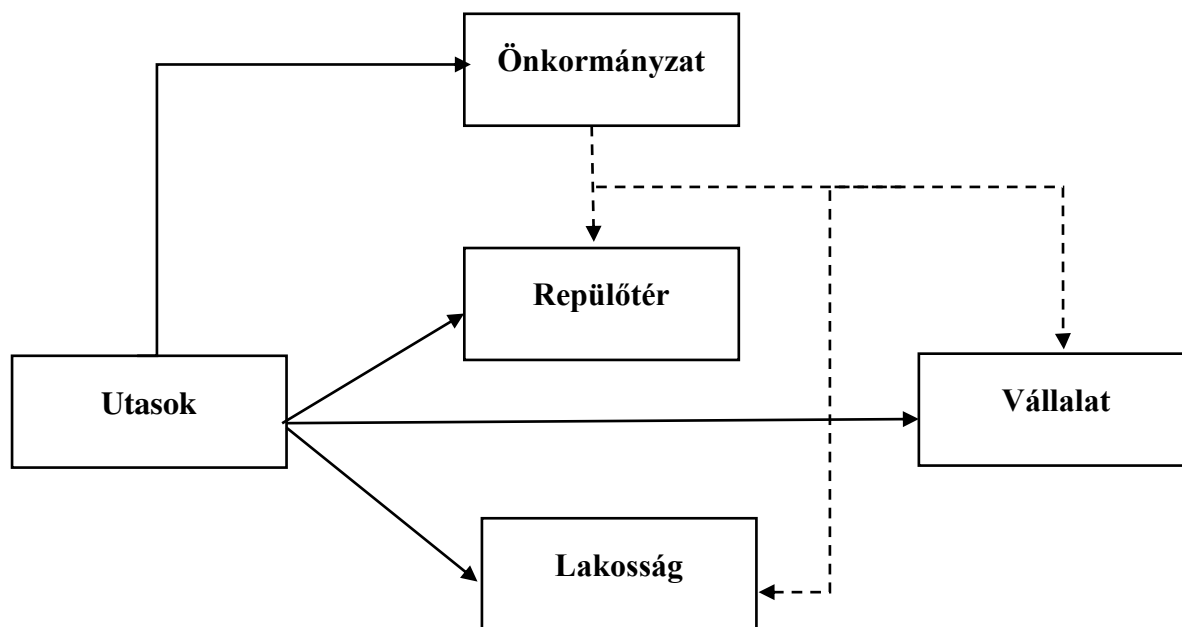 Önkormányzat
Repülőtér
Utasok
Vállalat
Lakosság